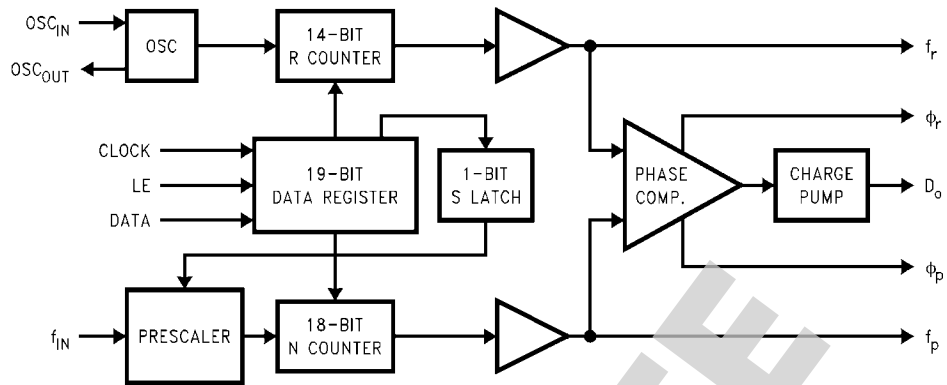 OSC_IN
OSC_OUT
OSC
14-BIT
R COUNTER
f_r
ϕ_r
CLOCK
LE
DATA
19-BIT
DATA REGISTER
1-BIT
S LATCH
PHASE
COMP.
CHARGE
PUMP
D_o
ϕ_p
f_IN
PRESCALER
18-BIT
N COUNTER
f_p